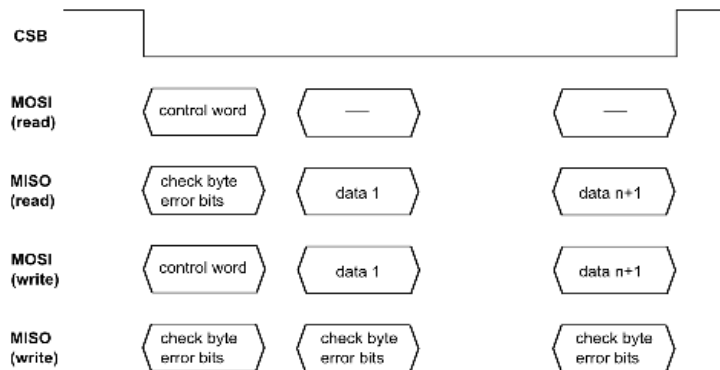 CSB
MOSI
(read)
control word
—
—
MISO
(read)
check byte
error bits
data 1
data n+1
MOSI
(write)
control word
data 1
data n+1
MISO
(write)
check byte
error bits
check byte
error bits
check byte
error bits